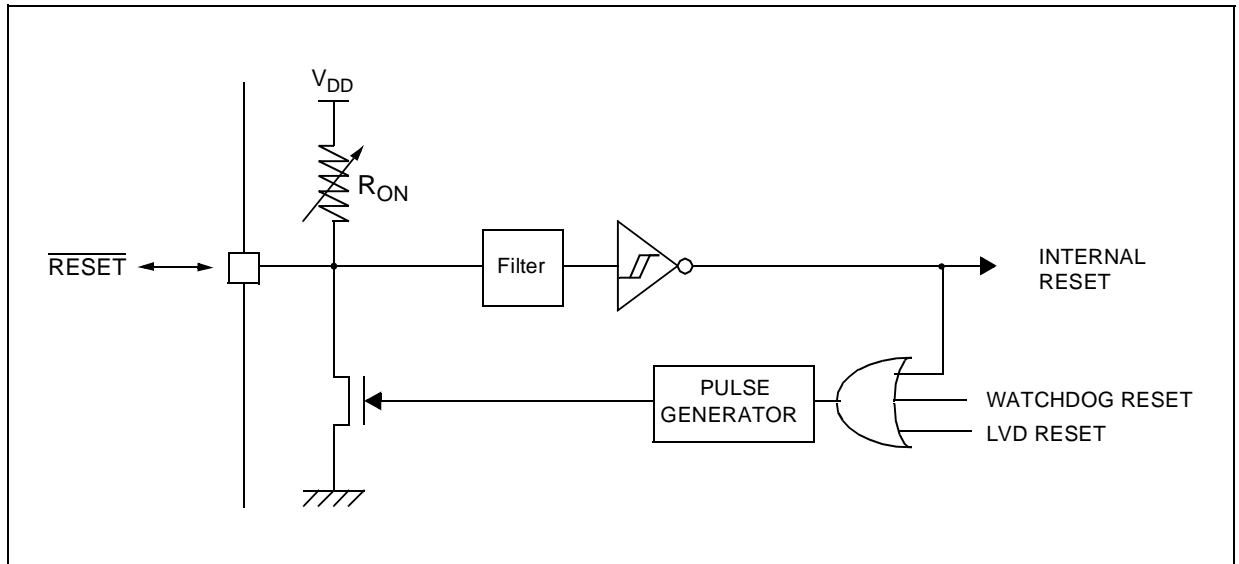 VDD
RON
RESET
Filter
INTERNAL
RESET
PULSE
GENERATOR
WATCHDOG RESET
LVD RESET